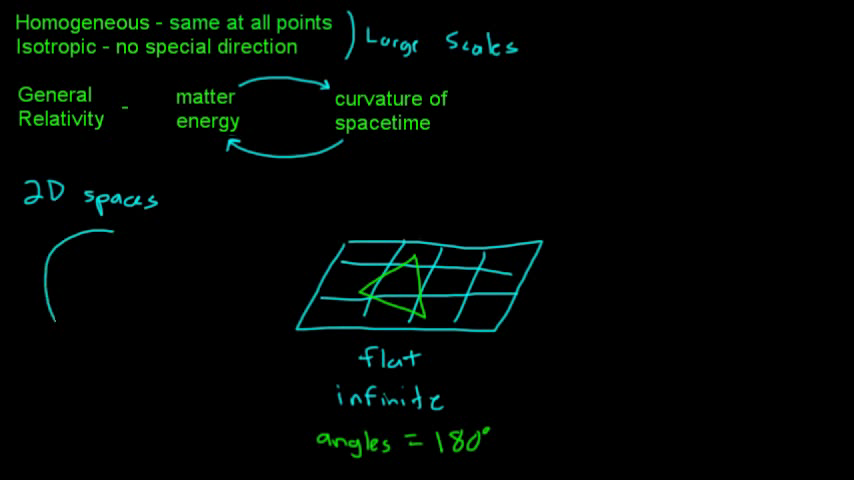 Homogeneous - same at all points
Isotropic - no special direction
Large Scales
General Relativity -
matter energy
curvature of spacetime
2D spaces
flat
infinite
angles = 180°